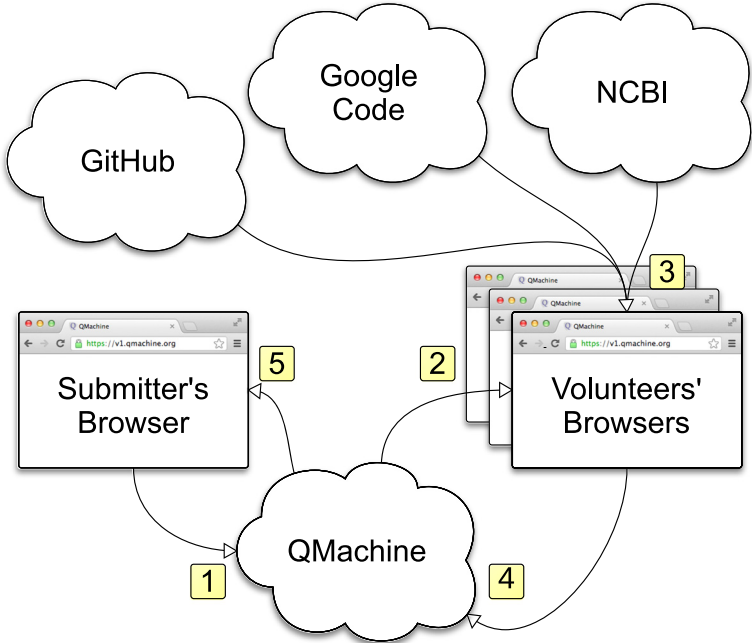 Google
Code
NCBI
GitHub
3
QMachine
QMachine
QMachine
https://v1.qmachine.org
QMachine
https://v1.qmachine.org
5
2
Submitter's
Browser
Volunteers'
Browsers
QMachine
1
4